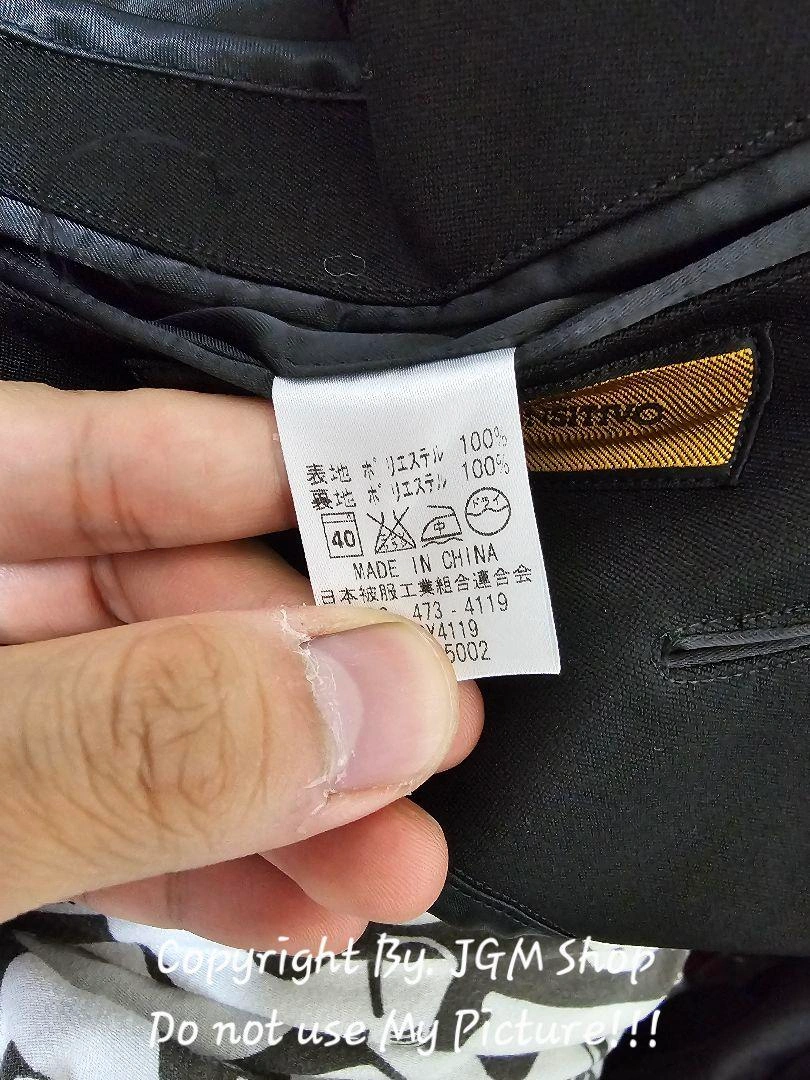 表地 ポリエステル 100%
裏地 ポリエステル 100%
40 中 ドライ
MADE IN CHINA
日本被服工業組合連合会
473-4119
4119
5002
Copyright By. JGM Shop
Do not use My Picture!!!